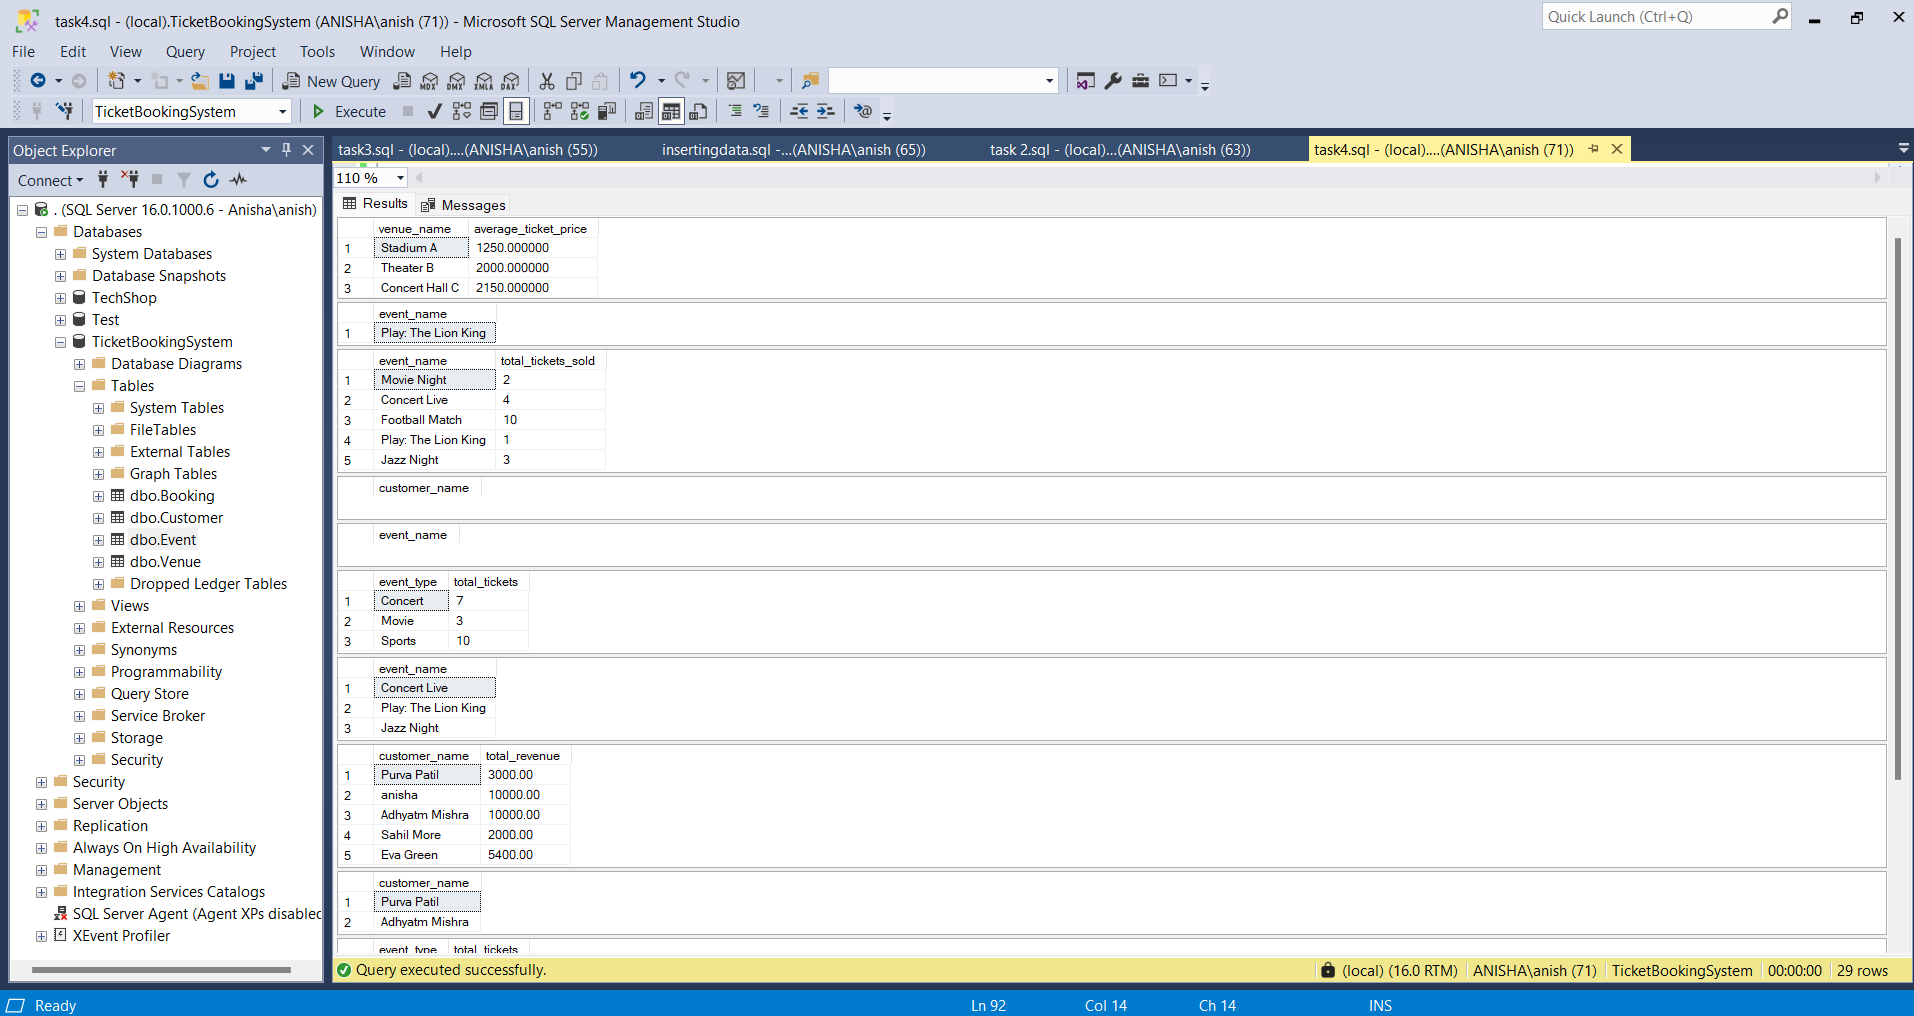 task4.sql - (local).TicketBookingSystem (ANISHA\anish (71)) - Microsoft SQL Server Management Studio
Quick Launch (Ctrl+Q)
File Edit View Query Project Tools Window Help
New Query MDX DMX XMLA DAX
TicketBookingSystem Execute
Object Explorer
Connect
. (SQL Server 16.0.1000.6 - Anisha\anish)
Databases
System Databases
Database Snapshots
TechShop
Test
TicketBookingSystem
Database Diagrams
Tables
System Tables
FileTables
External Tables
Graph Tables
dbo.Booking
dbo.Customer
dbo.Event
dbo.Venue
Dropped Ledger Tables
Views
External Resources
Synonyms
Programmability
Query Store
Service Broker
Storage
Security
Security
Server Objects
Replication
Always On High Availability
Management
Integration Services Catalogs
SQL Server Agent (Agent XPs disabled
XEvent Profiler
task3.sql - (local)....(ANISHA\anish (55)) insertingdata.sql -...(ANISHA\anish (65)) task 2.sql - (local)...(ANISHA\anish (63)) task4.sql - (local)....(ANISHA\anish (71))
110 %
Results Messages
venue_name average_ticket_price
1 Stadium A 1250.000000
2 Theater B 2000.000000
3 Concert Hall C 2150.000000
event_name
1 Play: The Lion King
event_name total_tickets_sold
1 Movie Night 2
2 Concert Live 4
3 Football Match 10
4 Play: The Lion King 1
5 Jazz Night 3
customer_name
event_name
event_type total_tickets
1 Concert 7
2 Movie 3
3 Sports 10
event_name
1 Concert Live
2 Play: The Lion King
3 Jazz Night
customer_name total_revenue
1 Purva Patil 3000.00
2 anisha 10000.00
3 Adhyatm Mishra 10000.00
4 Sahil More 2000.00
5 Eva Green 5400.00
customer_name
1 Purva Patil
2 Adhyatm Mishra
event_type total_tickets
Query executed successfully. (local) (16.0 RTM) ANISHA\anish (71) TicketBookingSystem 00:00:00 29 rows
Ready Ln 92 Col 14 Ch 14 INS